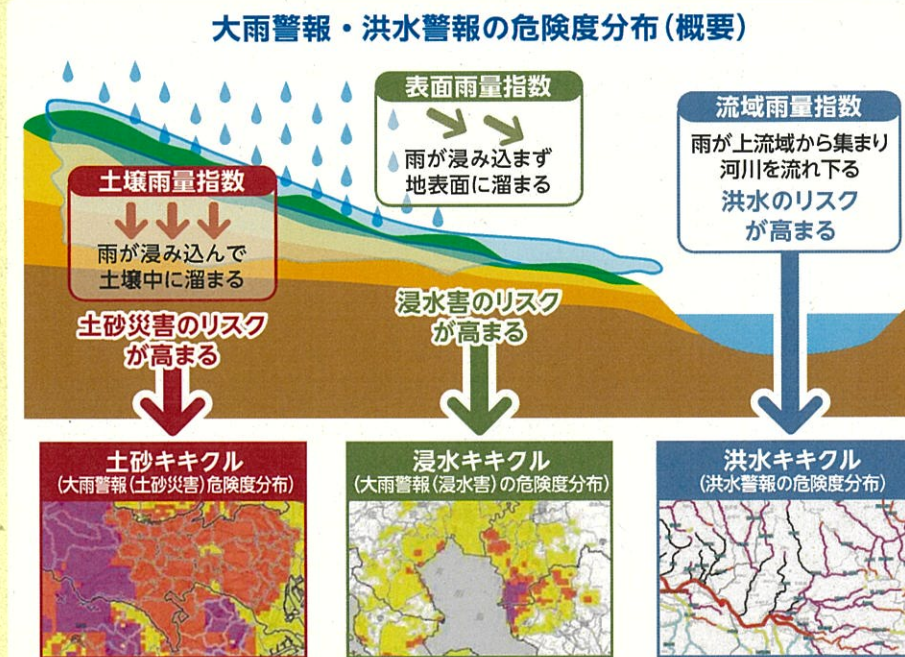 大雨警報・洪水警報の危険度分布(概要)
表面雨量指数
雨が浸み込まず
地表面に溜まる
流域雨量指数
雨が上流域から集まり
河川を流れ下る
洪水のリスク
が高まる
土壌雨量指数
雨が浸み込んで
土壌中に溜まる
土砂災害のリスク
が高まる
浸水害のリスク
が高まる
土砂キキクル
(大雨警報(土砂災害)危険度分布)
浸水キキクル
(大雨警報(浸水害)の危険度分布)
洪水キキクル
(洪水警報の危険度分布)